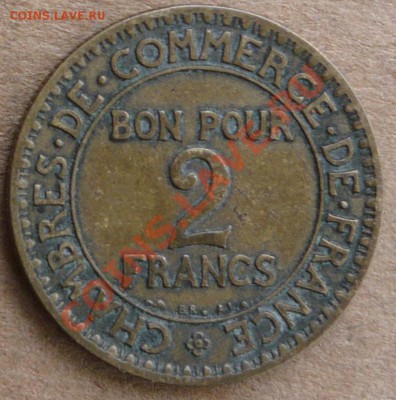 COINS.LAVE.RU
CHAMBRES·DE·COMMERCE·DE·FRANCE
BON POUR
2
FRANCS
coins.lave.ru